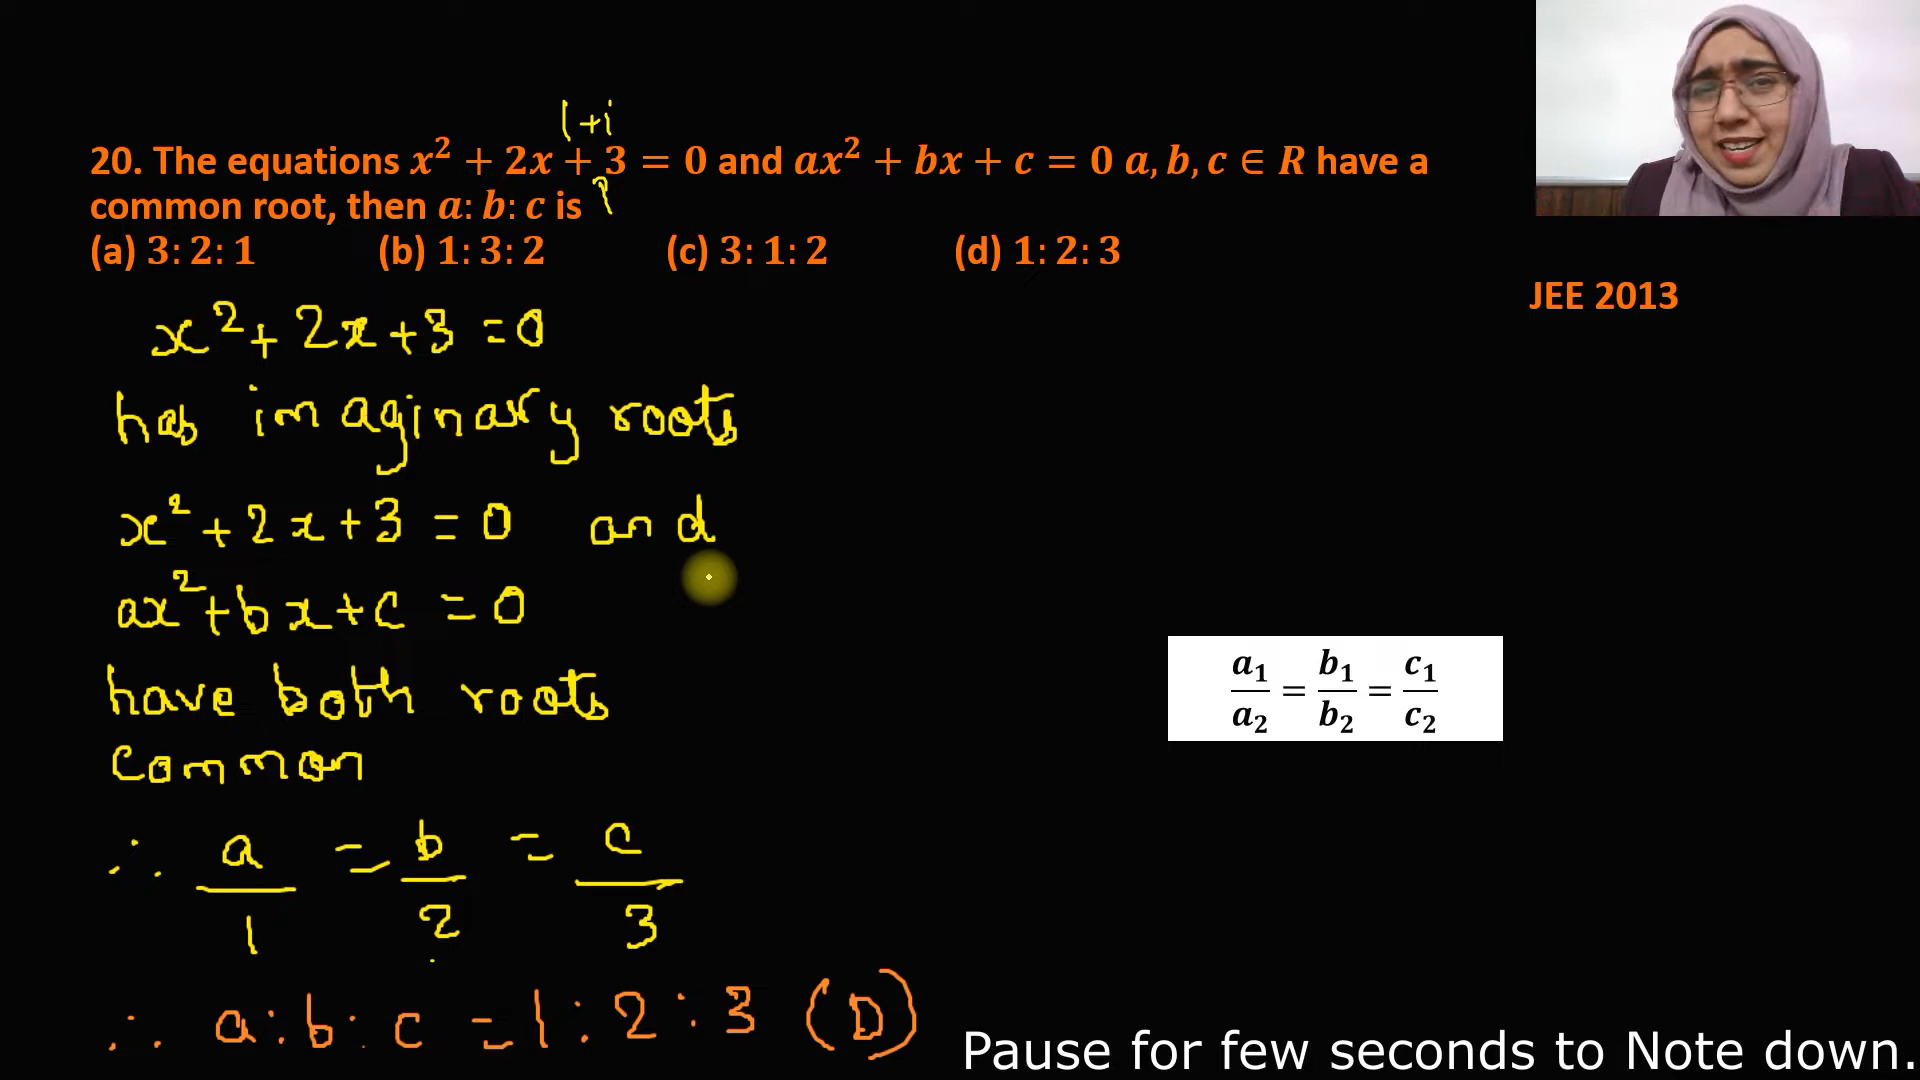 1+i
20. The equations x² + 2x + 3 = 0 and ax² + bx + c = 0 a, b, c ∈ R have a
common root, then a: b: c is ?
(a) 3: 2: 1 (b) 1: 3: 2 (c) 3: 1: 2 (d) 1: 2: 3
JEE 2013
x² + 2x + 3 = 0
has imaginary roots
x² + 2x + 3 = 0 and
ax² + bx + c = 0
have both roots
common
a₁/a₂ = b₁/b₂ = c₁/c₂
∴ a/1 = b/2 = c/3
∴ a : b : c = 1 : 2 : 3 (D)
Pause for few seconds to Note down.